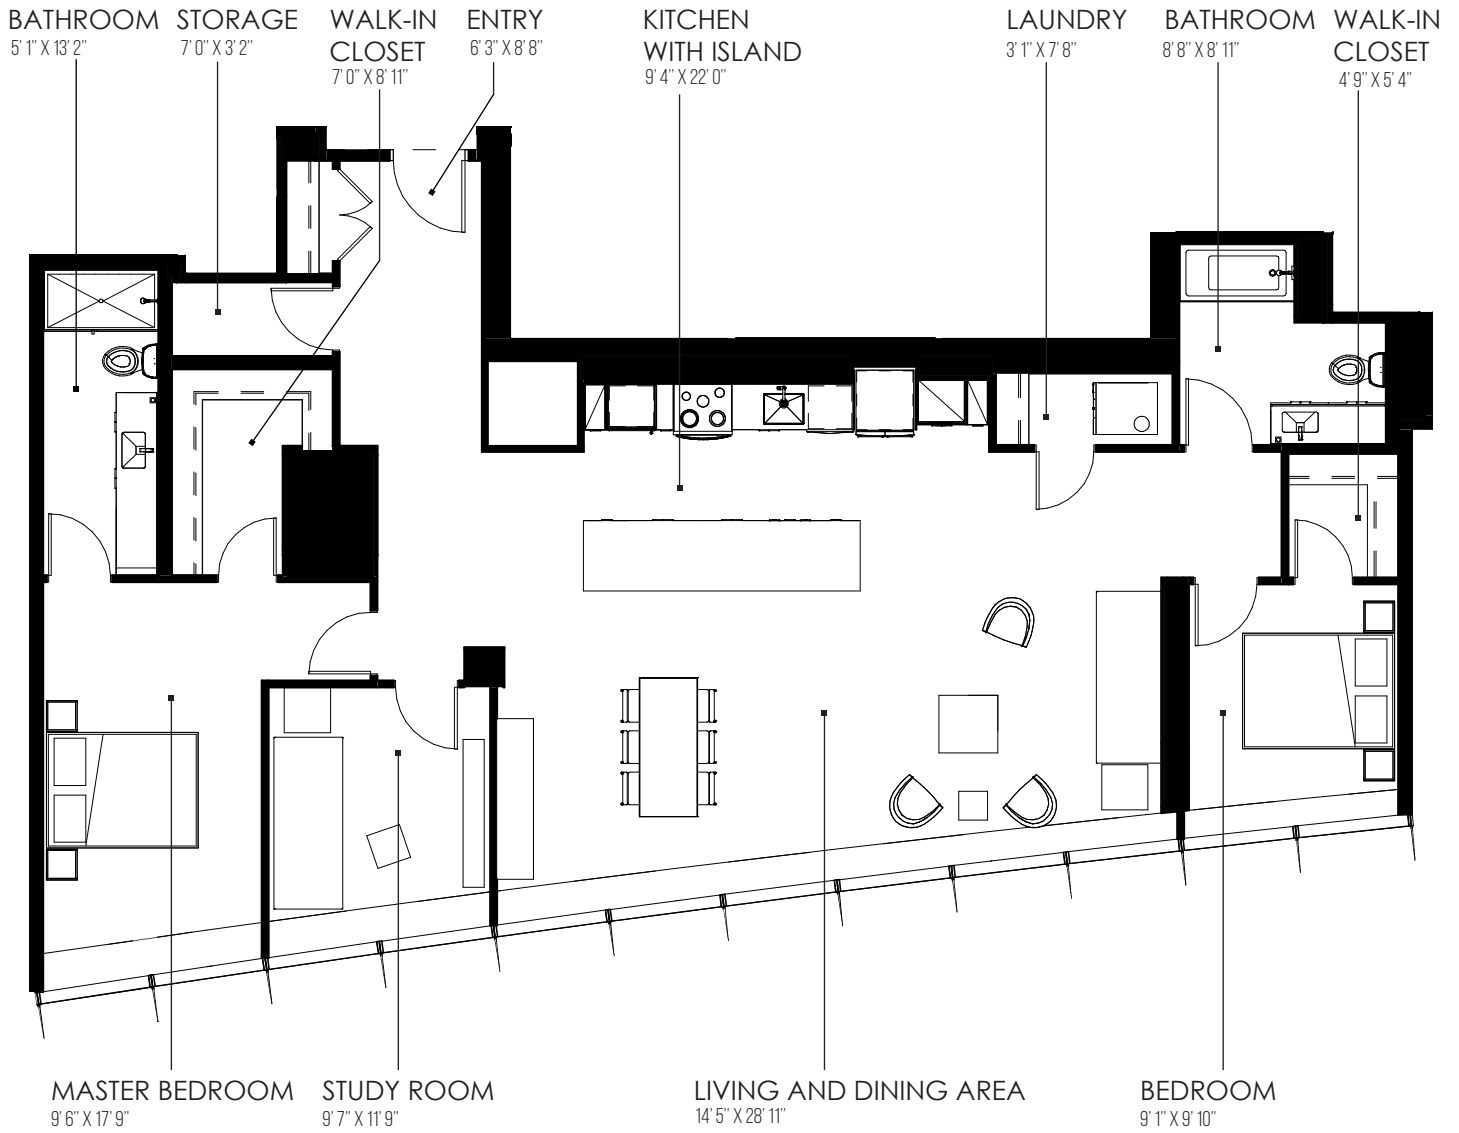 BATHROOM
5' 1" X 13' 2"
STORAGE
7' 0" X 3' 2"
WALK-IN
CLOSET
7' 0" X 8' 11"
ENTRY
6' 3" X 8' 8"
KITCHEN
WITH ISLAND
9' 4" X 22' 0"
LAUNDRY
3' 1" X 7' 8"
BATHROOM
8' 8" X 8' 11"
WALK-IN
CLOSET
4' 9" X 5' 4"
MASTER BEDROOM
9' 6" X 17' 9"
STUDY ROOM
9' 7" X 11' 9"
LIVING AND DINING AREA
14' 5" X 28' 11"
BEDROOM
9' 1" X 9' 10"